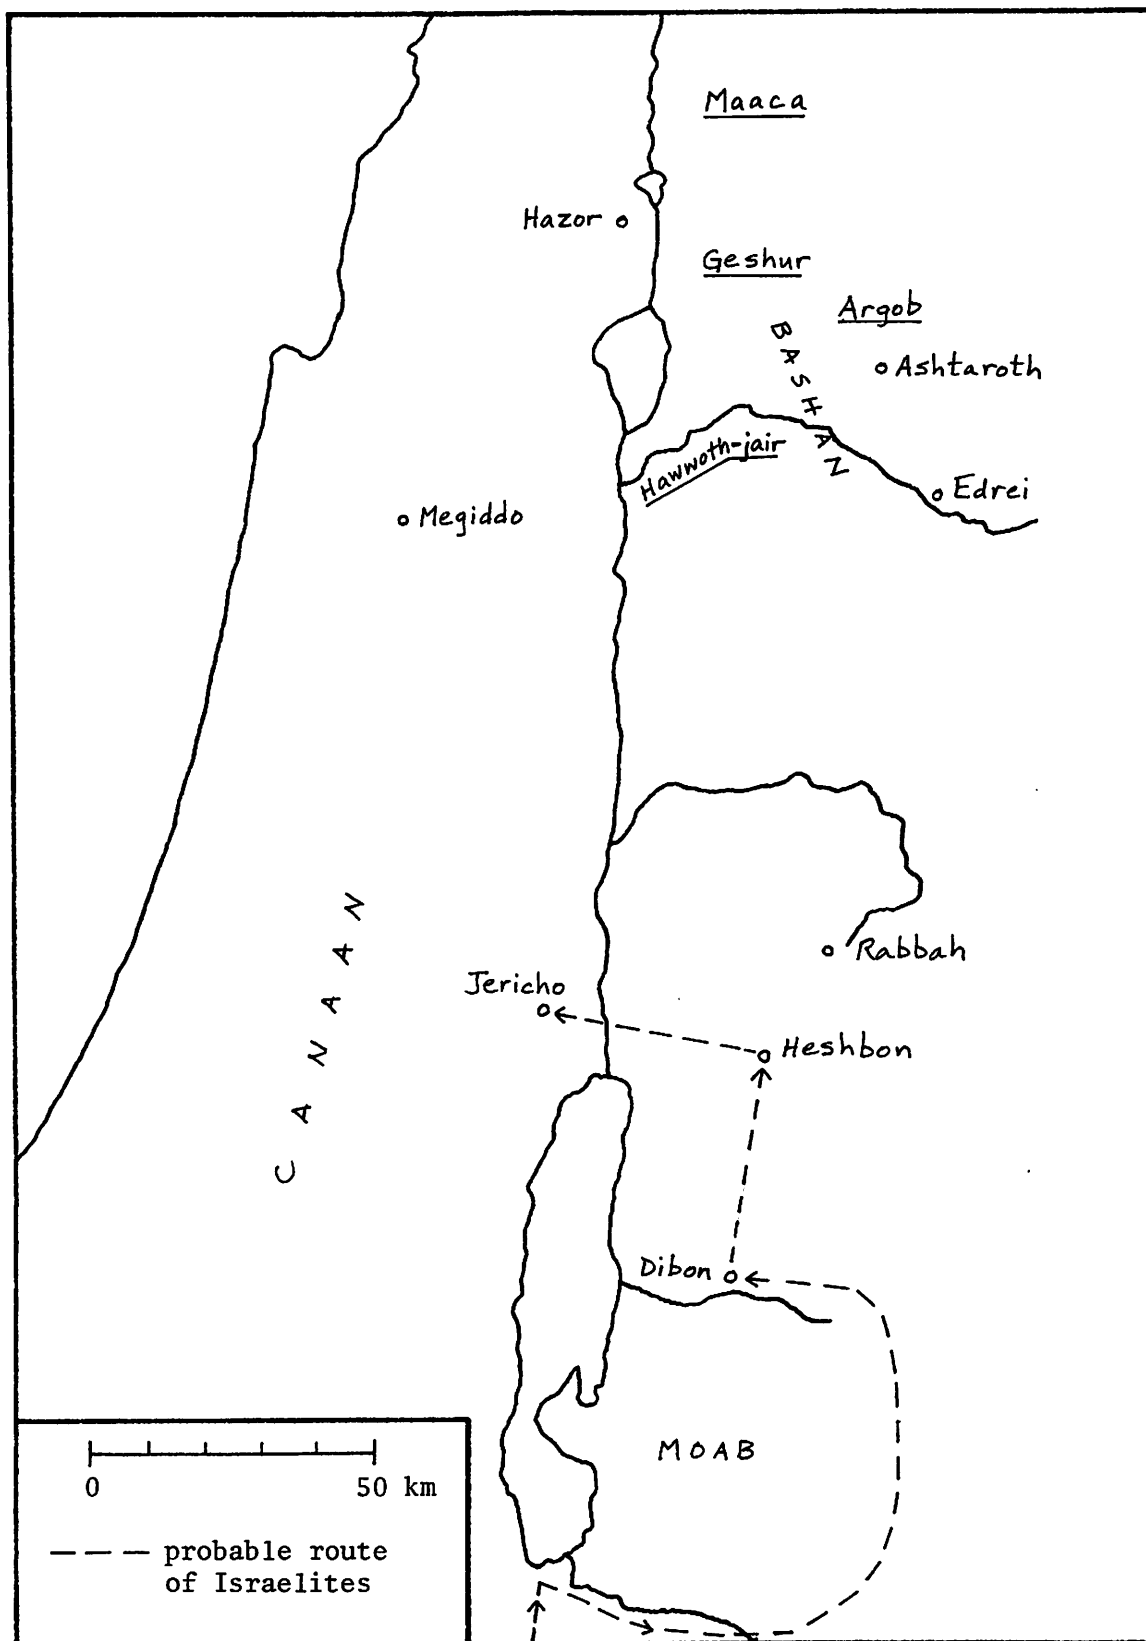 Maaca
Hazor
Geshur
Argob
BASHAN
Ashtaroth
Hawwoth-jair
Edrei
Megiddo
CANAAN
Rabbah
Jericho
Heshbon
Dibon
MOAB
0 50 km
probable route
of Israelites